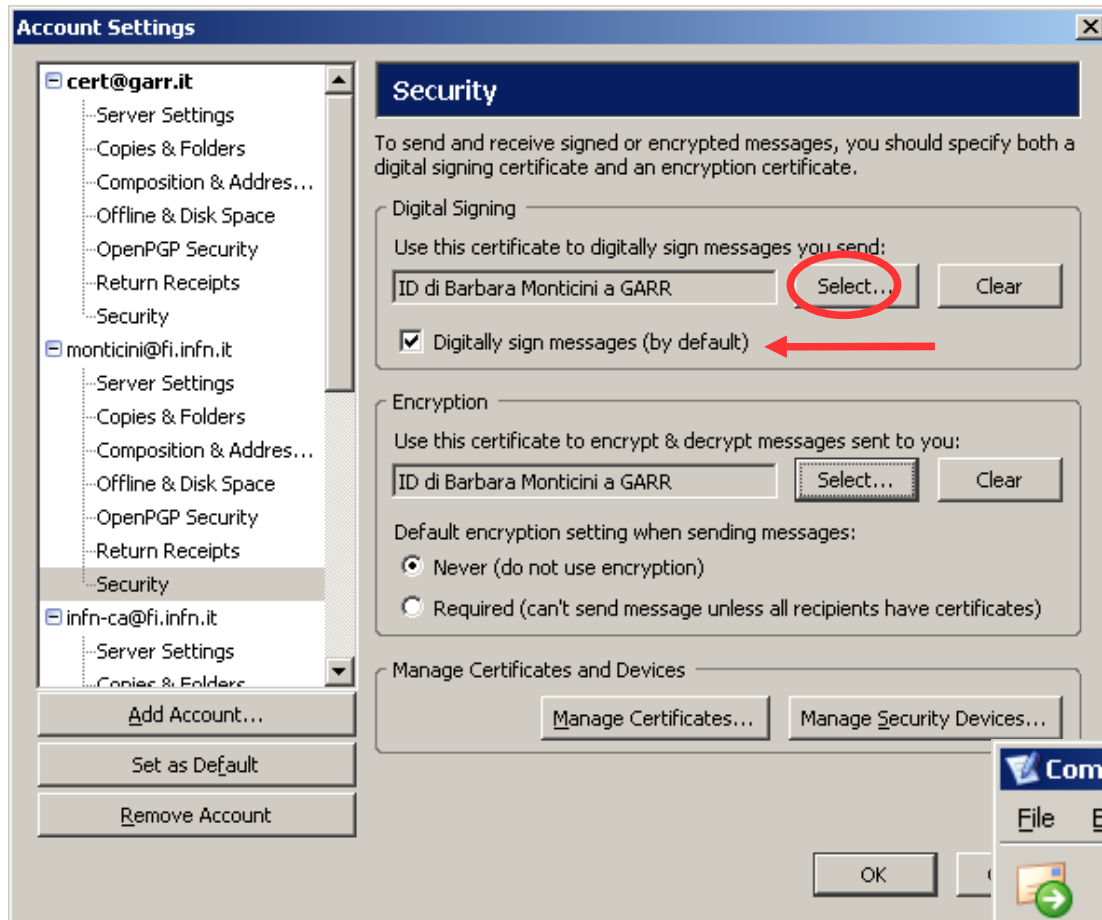 Account Settings
cert@garr.it
Server Settings
Copies & Folders
Composition & Addres...
Offline & Disk Space
OpenPGP Security
Return Receipts
Security
monticini@fi.infn.it
Server Settings
Copies & Folders
Composition & Addres...
Offline & Disk Space
OpenPGP Security
Return Receipts
Security
infn-ca@fi.infn.it
Server Settings
Copies & Folders
Add Account...
Set as Default
Remove Account
Security
To send and receive signed or encrypted messages, you should specify both a
digital signing certificate and an encryption certificate.
Digital Signing
Use this certificate to digitally sign messages you send:
ID di Barbara Monticini a GARR
Select...
Clear
Digitally sign messages (by default)
Encryption
Use this certificate to encrypt & decrypt messages sent to you:
ID di Barbara Monticini a GARR
Select...
Clear
Default encryption setting when sending messages:
Never (do not use encryption)
Required (can't send message unless all recipients have certificates)
Manage Certificates and Devices
Manage Certificates...
Manage Security Devices...
OK
Com
File